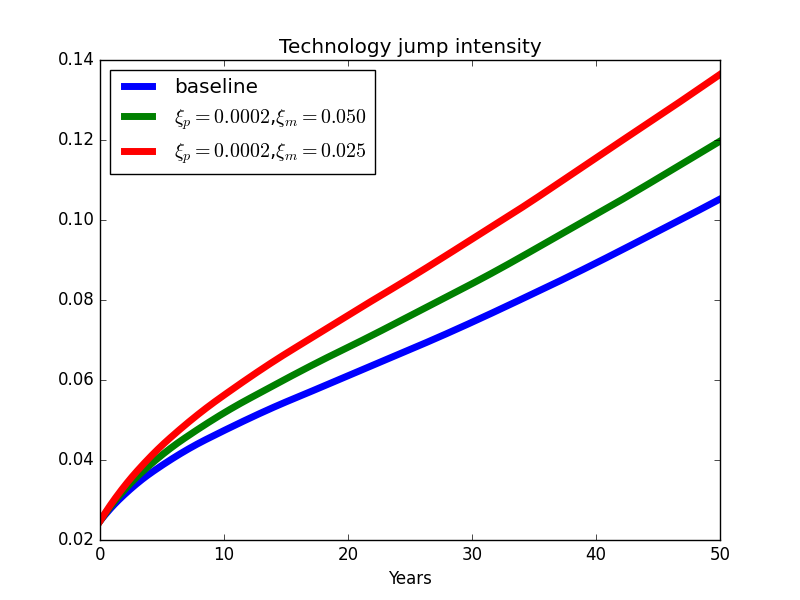 Technology jump intensity
0.14
0.12
0.10
0.08
0.06
0.04
0.02
baseline
ξₚ = 0.0002,ξₘ = 0.050
ξₚ = 0.0002,ξₘ = 0.025
0 10 20 30 40 50
Years